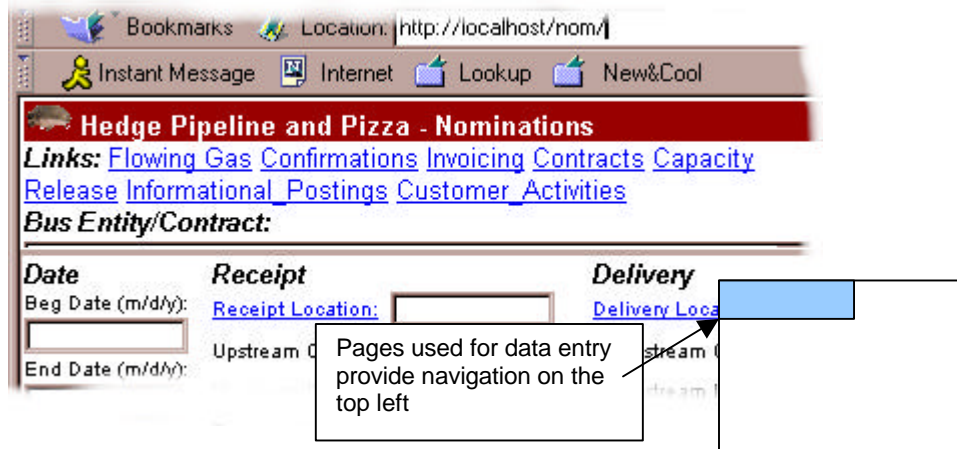 Bookmarks Location: http://localhost/nom/
Instant Message Internet Lookup New&Cool
Hedge Pipeline and Pizza - Nominations
Links: Flowing Gas Confirmations Invoicing Contracts Capacity
Release Informational_Postings Customer_Activities
Bus Entity/Contract:
Date Receipt Delivery
Beg Date (m/d/y): Receipt Location: Delivery Loca
Upstream
End Date (m/d/y):
Pages used for data entry
provide navigation on the
top left